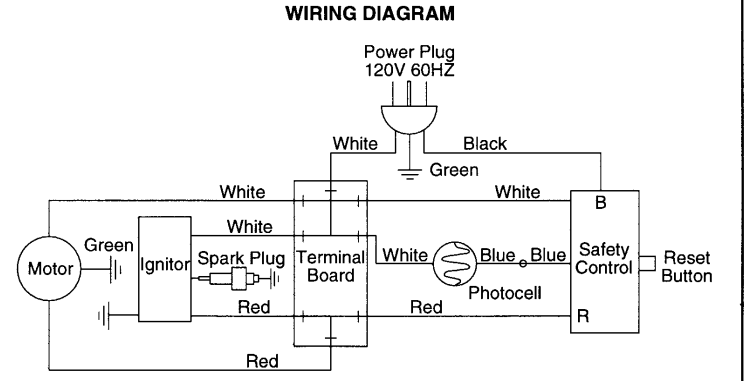 WIRING DIAGRAM
Power Plug
120V 60HZ
White
Black
Green
White
White
B
White
Green
Motor
Ignitor
Spark Plug
Terminal
Board
White
Blue
Blue
Photocell
Safety
Control
Reset
Button
Red
Red
R
Red